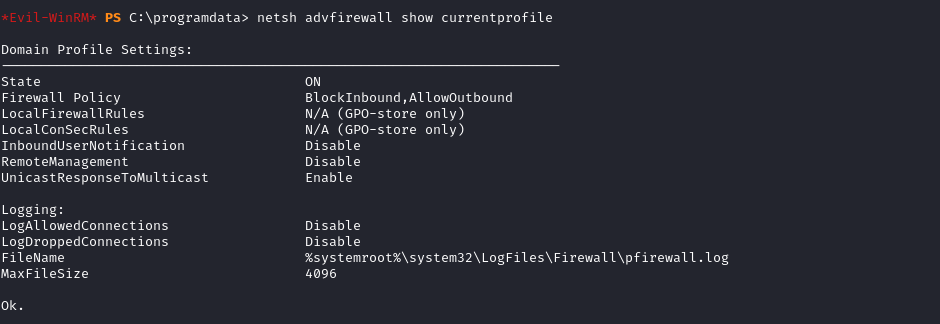 *Evil-WinRM* PS C:\programdata> netsh advfirewall show currentprofile
Domain Profile Settings:
----------------------------------------------------------------------
State ON
Firewall Policy BlockInbound,AllowOutbound
LocalFirewallRules N/A (GPO-store only)
LocalConSecRules N/A (GPO-store only)
InboundUserNotification Disable
RemoteManagement Disable
UnicastResponseToMulticast Enable
Logging:
LogAllowedConnections Disable
LogDroppedConnections Disable
FileName %systemroot%\system32\LogFiles\Firewall\pfirewall.log
MaxFileSize 4096
Ok.